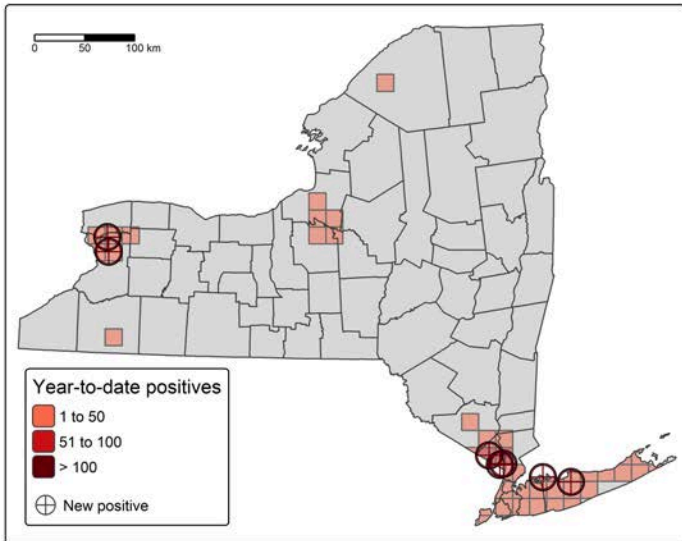 0 50 100 km
Year-to-date positives
1 to 50
51 to 100
> 100
New positive